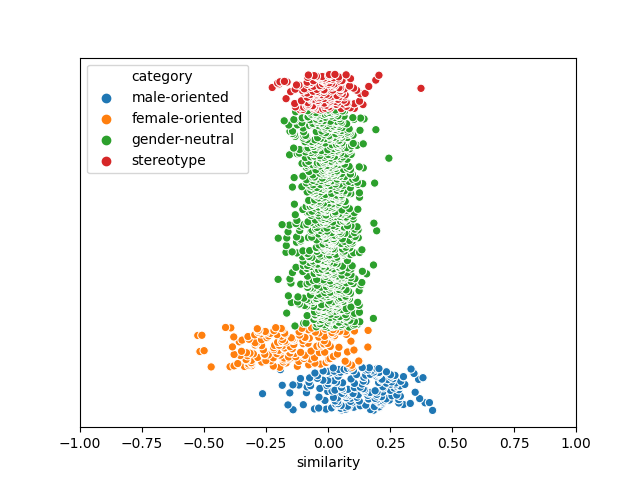 category
male-oriented
female-oriented
gender-neutral
stereotype
−1.00 −0.75 −0.50 −0.25 0.00 0.25 0.50 0.75 1.00
similarity